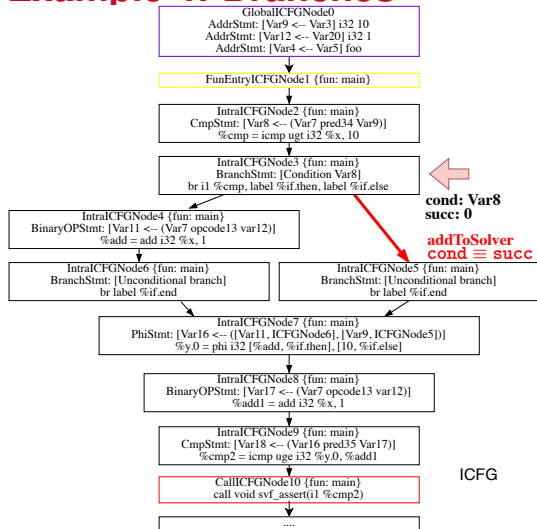 Example 4: Branches
GlobalICFGNode0
AddrStmt: [Var9 <-- Var3] i32 10
AddrStmt: [Var12 <-- Var20] i32 1
AddrStmt: [Var4 <-- Var5] foo
FunEntryICFGNode1 {fun: main}
IntraICFGNode2 {fun: main}
CmpStmt: [Var8 <-- (Var7 pred34 Var9)]
%cmp = icmp ugt i32 %x, 10
IntraICFGNode3 {fun: main}
BranchStmt: [Condition Var8]
br i1 %cmp, label %if.then, label %if.else
cond: Var8
succ: 0
addToSolver
cond ≡ succ
IntraICFGNode4 {fun: main}
BinaryOPStmt: [Var11 <-- (Var7 opcode13 var12)]
%add = add i32 %x, 1
IntraICFGNode6 {fun: main}
BranchStmt: [Unconditional branch]
br label %if.end
IntraICFGNode5 {fun: main}
BranchStmt: [Unconditional branch]
br label %if.end
IntraICFGNode7 {fun: main}
PhiStmt: [Var16 <-- ([Var11, ICFGNode6], [Var9, ICFGNode5])]
%y.0 = phi i32 [%add, %if.then], [10, %if.else]
IntraICFGNode8 {fun: main}
BinaryOPStmt: [Var17 <-- (Var7 opcode13 var12)]
%add1 = add i32 %x, 1
IntraICFGNode9 {fun: main}
CmpStmt: [Var18 <-- (Var16 pred35 Var17)]
%cmp2 = icmp uge i32 %y.0, %add1
ICFG
CallICFGNode10 {fun: main}
call void svf_assert(i1 %cmp2)
....